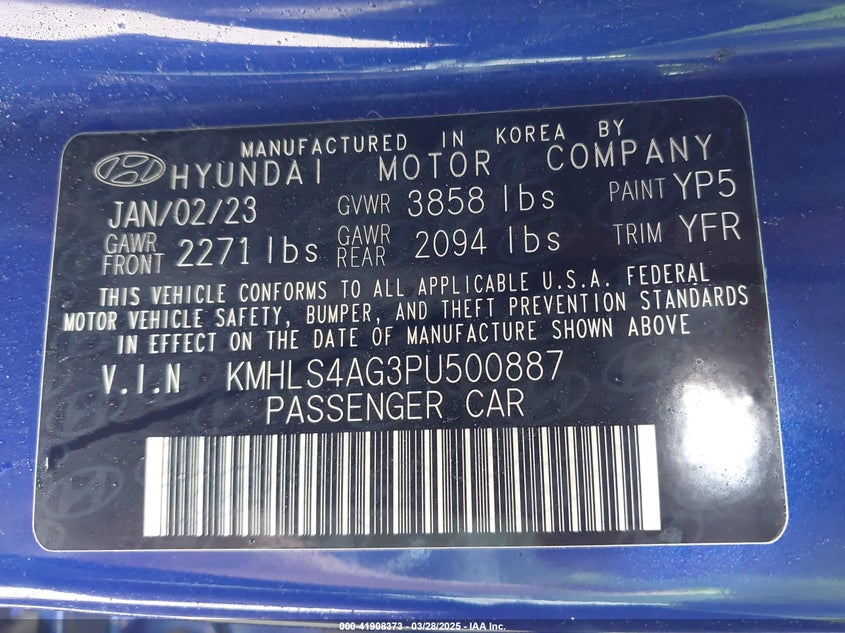 MANUFACTURED IN KOREA BY
HYUNDAI MOTOR COMPANY
JAN/02/23 GVWR 3858 lbs PAINT YP5
GAWR FRONT 2271 lbs GAWR REAR 2094 lbs TRIM YFR
THIS VEHICLE CONFORMS TO ALL APPLICABLE U.S.A. FEDERAL
MOTOR VEHICLE SAFETY, BUMPER, AND THEFT PREVENTION STANDARDS
IN EFFECT ON THE DATE OF MANUFACTURE SHOWN ABOVE
V.I.N KMHLS4AG3PU500887
PASSENGER CAR
000-41908373 | 03/28/2025 - IAA Inc.